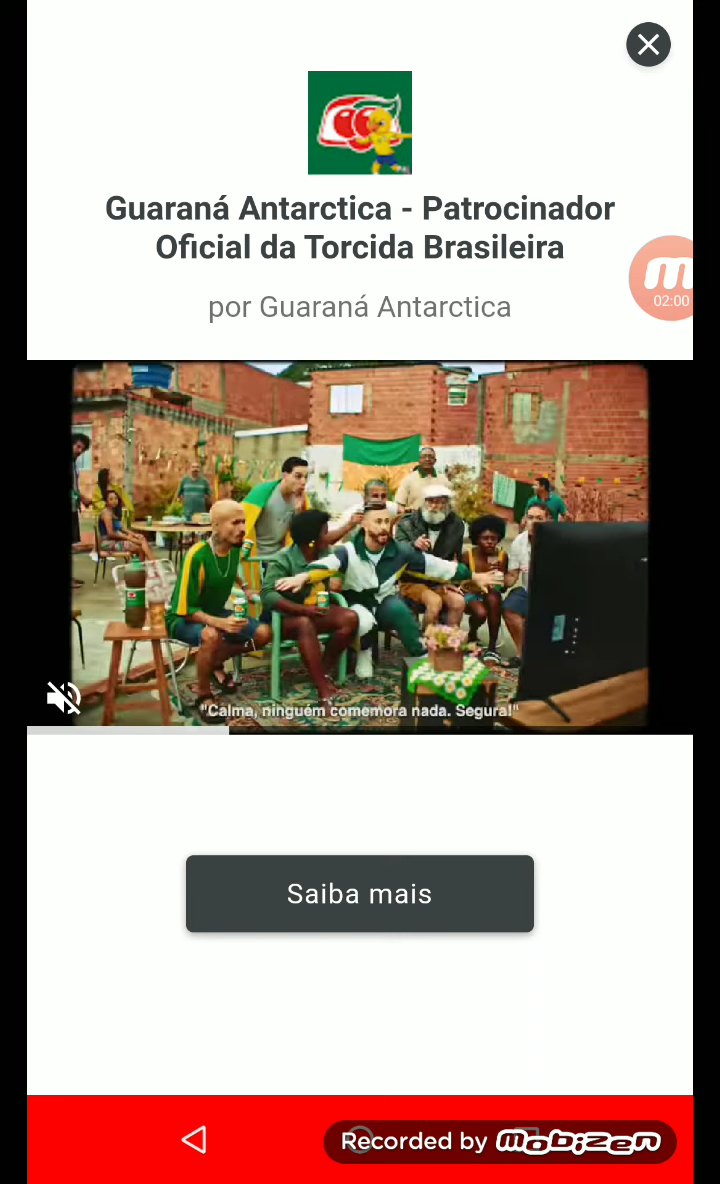 Guaraná Antarctica - Patrocinador
Oficial da Torcida Brasileira
por Guaraná Antarctica
02:00
"Calma, ninguém comemora nada. Segura!"
Saiba mais
Recorded by mobizen